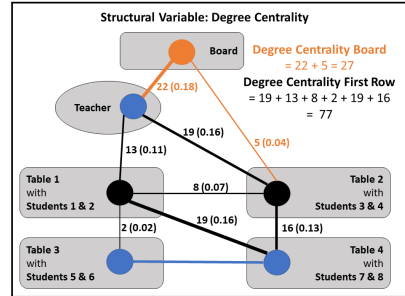 Structural Variable: Degree Centrality
Board
Degree Centrality Board
= 22 + 5 = 27
Degree Centrality First Row
= 19 + 13 + 8 + 2 + 19 + 16
= 77
22 (0.18)
Teacher
19 (0.16)
5 (0.04)
13 (0.11)
Table 1
with
Students 1 & 2
8 (0.07)
Table 2
with
Students 3 & 4
19 (0.16)
16 (0.13)
2 (0.02)
Table 3
with
Students 5 & 6
Table 4
with
Students 7 & 8